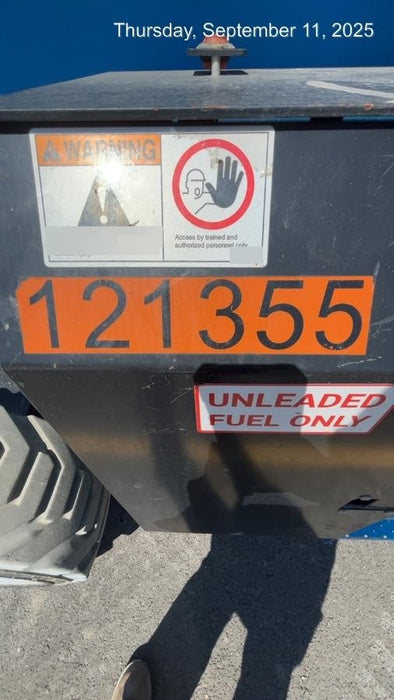 Thursday, September 11, 2025
WARNING
Access by trained and
authorized personnel only
121355
UNLEADED
FUEL ONLY